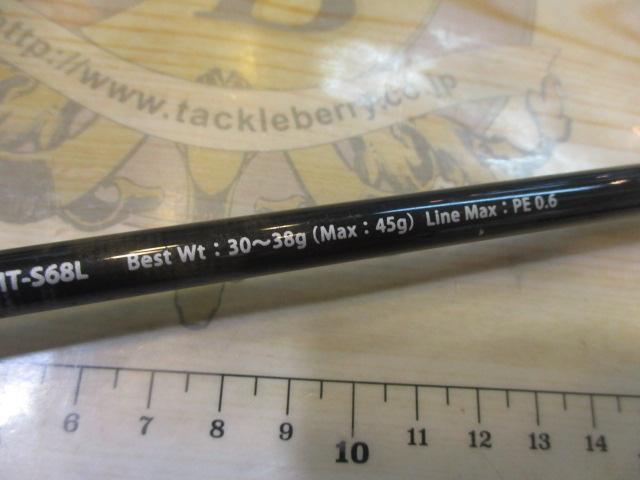 http://www.tackleberry.co.jp
IT-S68L Best Wt : 30～38g (Max : 45g) Line Max : PE 0.6
6 7 8 9 10 11 12 13 14